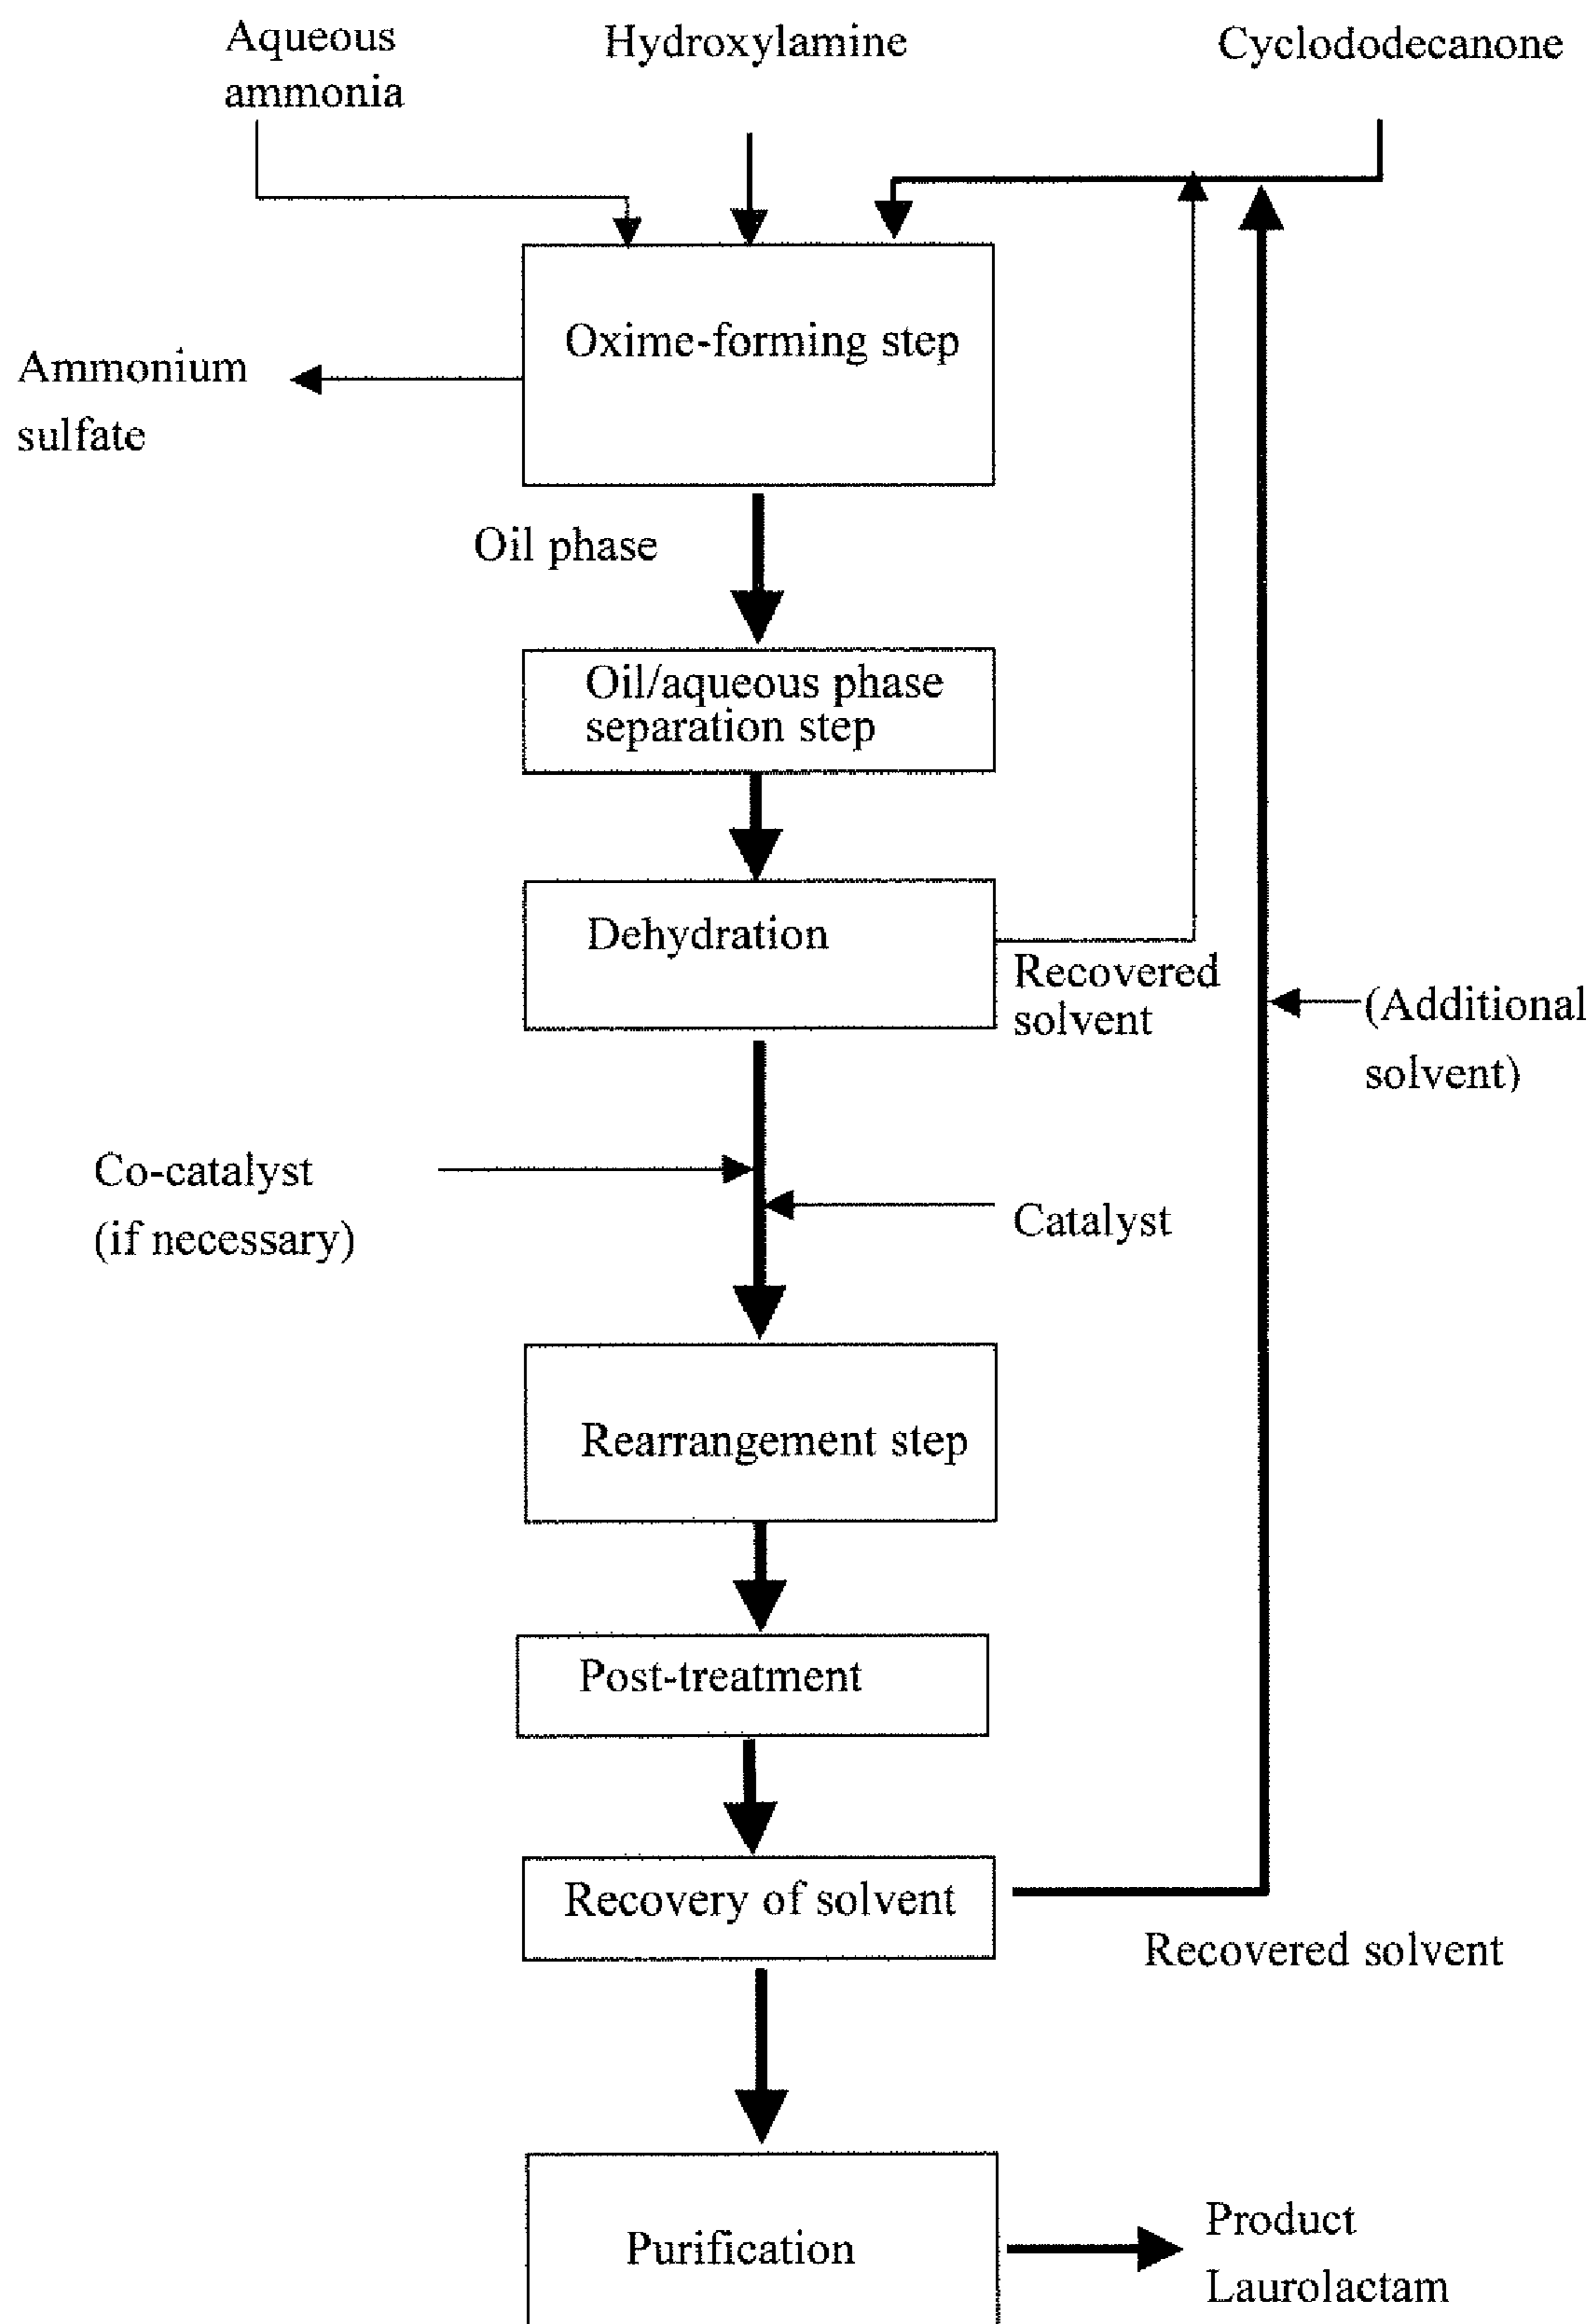 Aqueous
ammonia
Hydroxylamine
Cyclododecanone
Oxime-forming step
Ammonium
sulfate
Oil phase
Oil/aqueous phase
separation step
Dehydration
Recovered
solvent
(Additional
solvent)
Co-catalyst
(if necessary)
Catalyst
Rearrangement step
Post-treatment
Recovery of solvent
Recovered solvent
Purification
Product
Laurolactam